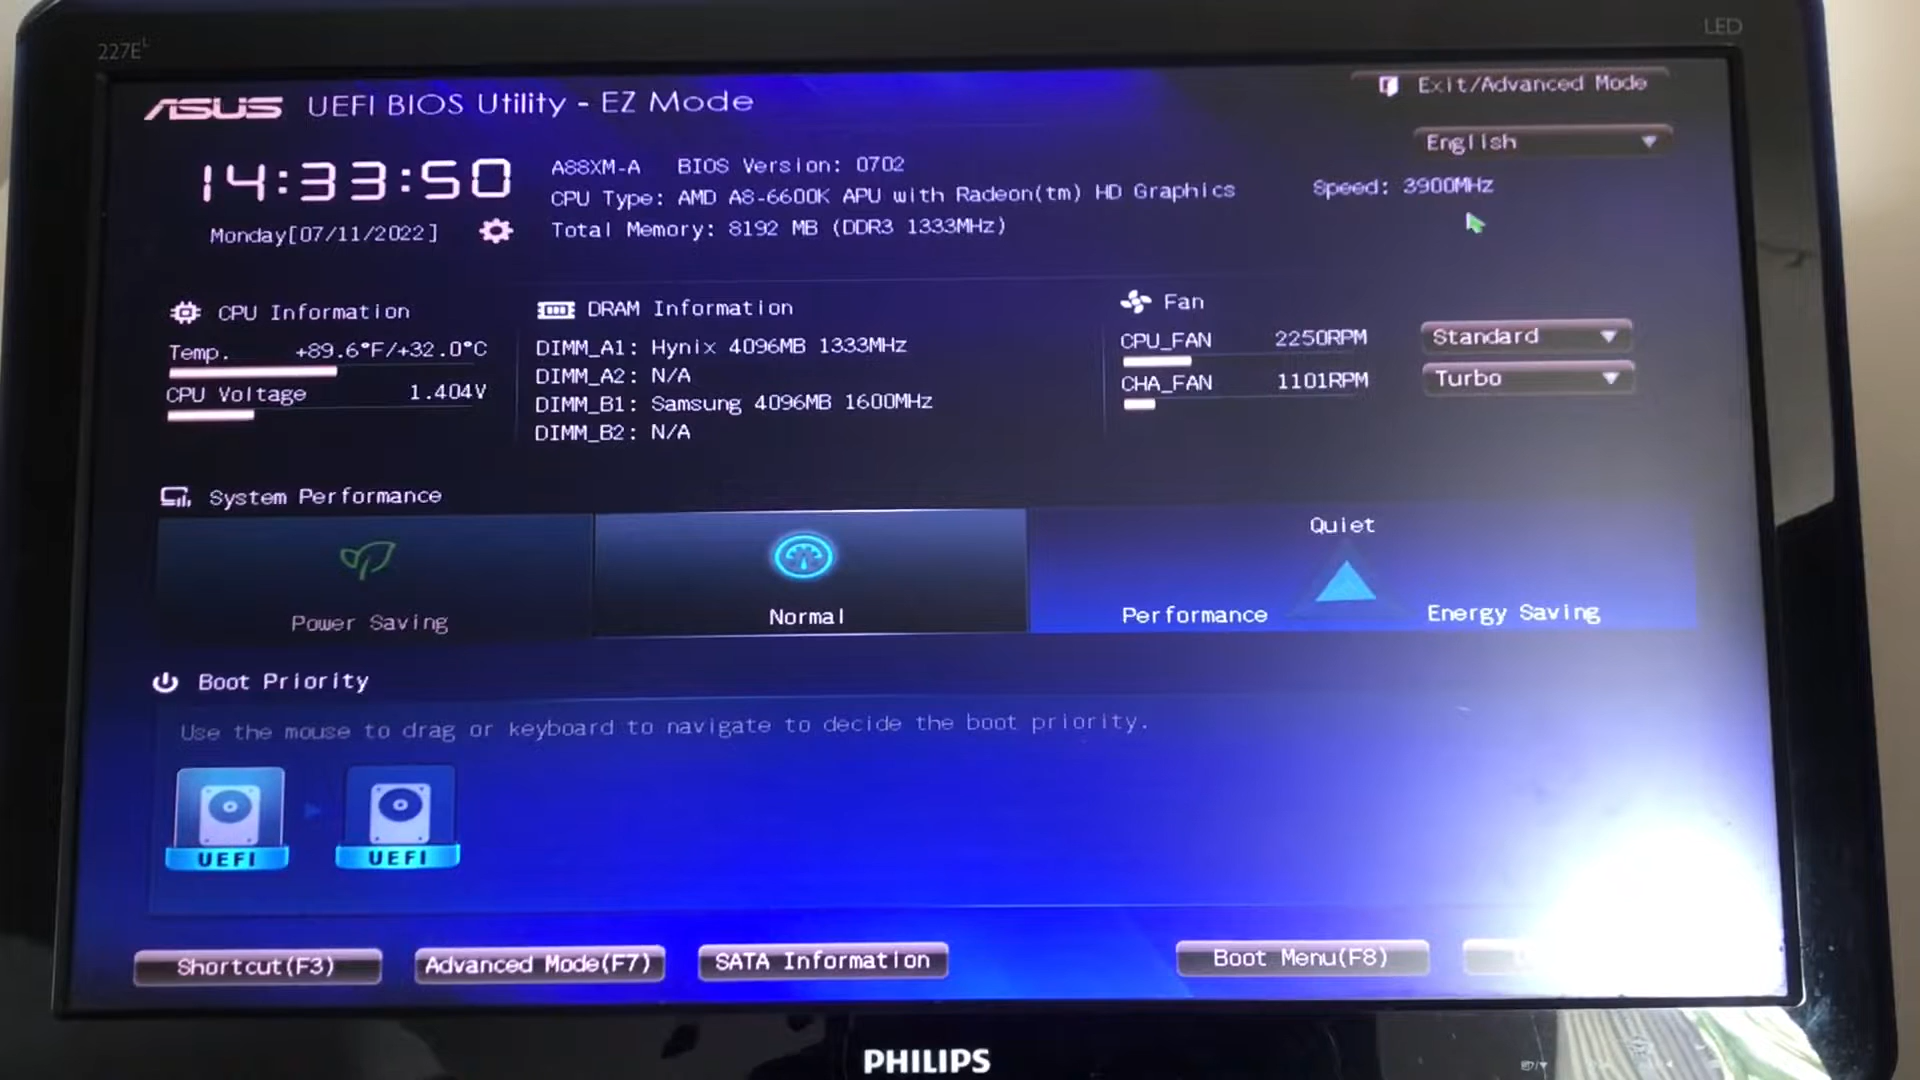 227E
LED
ASUS UEFI BIOS Utility - EZ Mode
Exit/Advanced Mode
English
14:33:50
Monday[07/11/2022]
A88XM-A BIOS Version: 0702
CPU Type: AMD A8-6600K APU with Radeon(tm) HD Graphics
Speed: 3900MHz
Total Memory: 8192 MB (DDR3 1333MHz)
CPU Information
Temp. +89.6°F/+32.0°C
CPU Voltage 1.404V
DRAM Information
DIMM_A1: Hynix 4096MB 1333MHz
DIMM_A2: N/A
DIMM_B1: Samsung 4096MB 1600MHz
DIMM_B2: N/A
Fan
CPU_FAN 2250RPM Standard
CHA_FAN 1101RPM Turbo
System Performance
Power Saving
Normal
Quiet
Performance
Energy Saving
Boot Priority
Use the mouse to drag or keyboard to navigate to decide the boot priority.
UEFI
UEFI
Shortcut(F3)
Advanced Mode(F7)
SATA Information
Boot Menu(F8)
PHILIPS